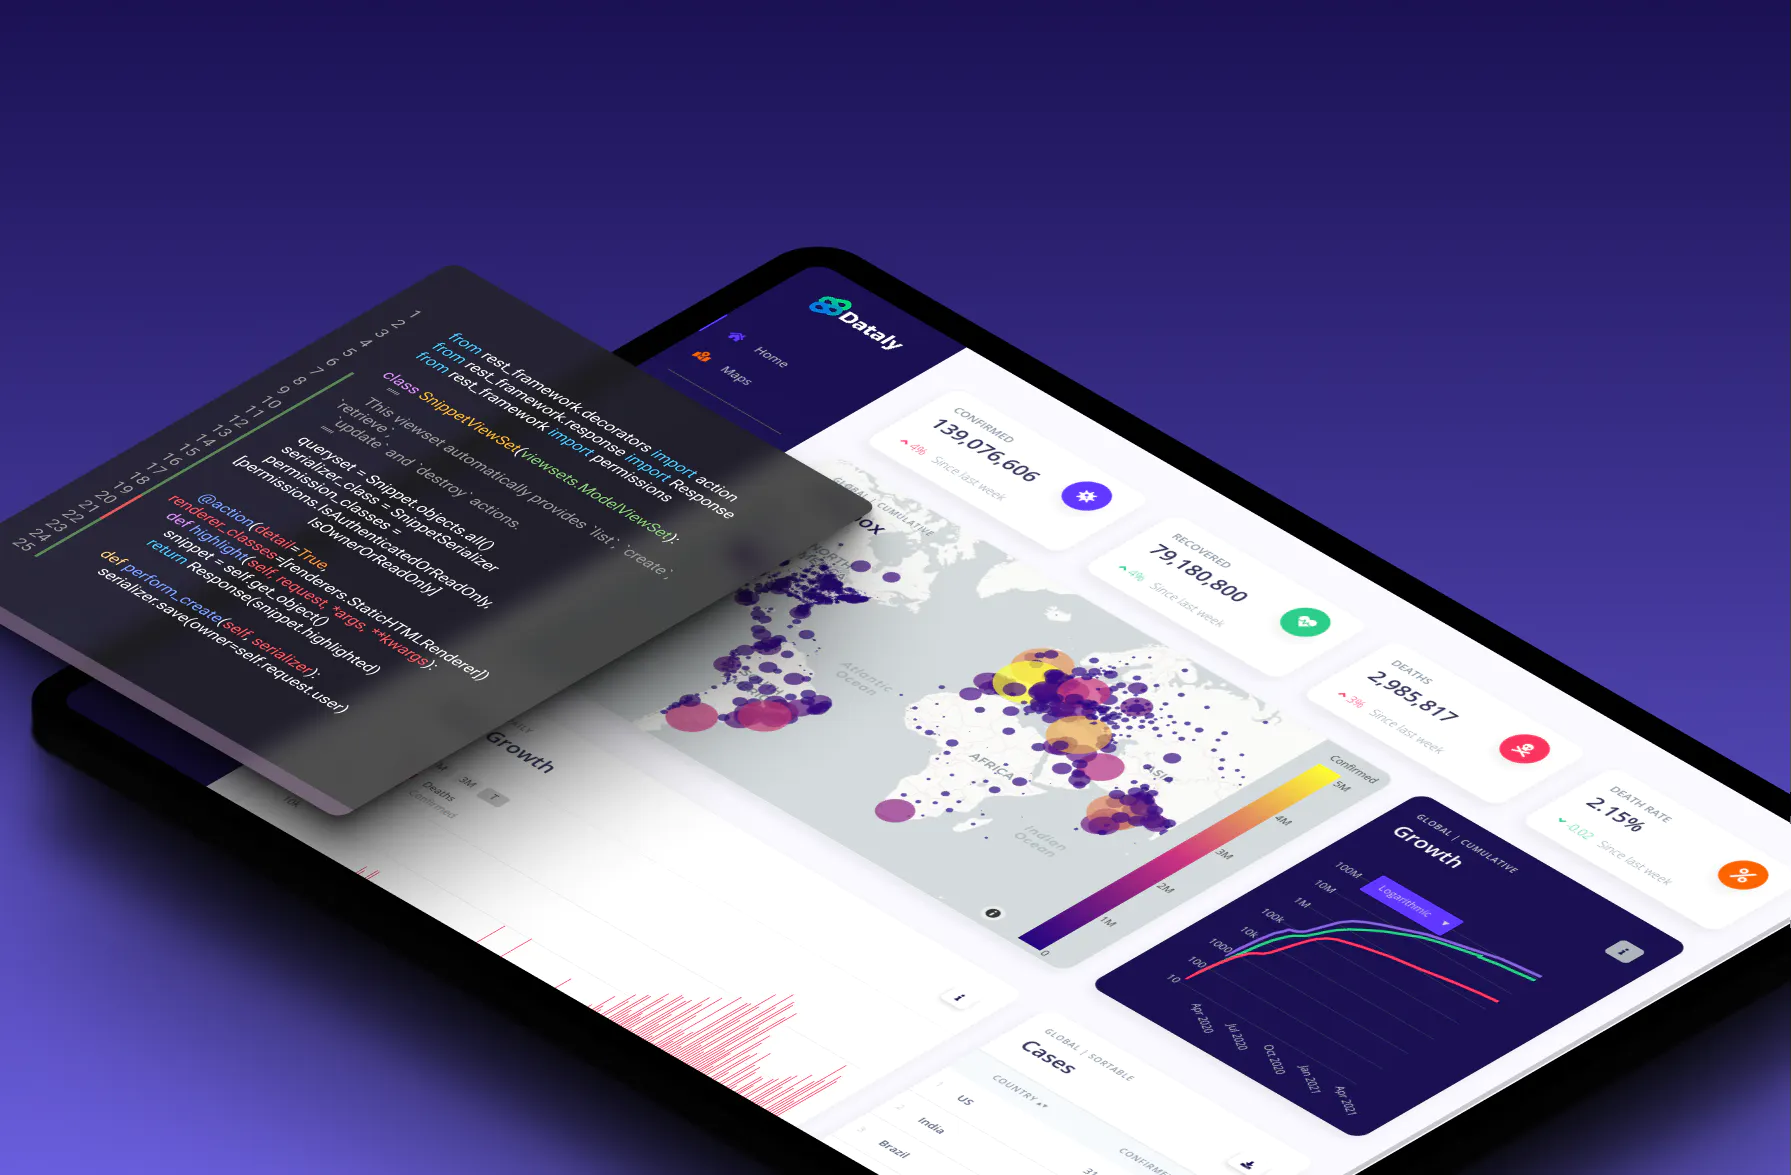 1
2
3
4
5
6
7
8
9
10
11
12
13
14
15
16
17
18
19
20
21
22
23
24
25
from rest_framework.decorators import action
from rest_framework.response import Response
from rest_framework import permissions
class SnippetViewSet(viewsets.ModelViewSet):
"""
This viewset automatically provides `list`, `create`,
`retrieve`,
`update` and `destroy` actions.
"""
queryset = Snippet.objects.all()
serializer_class = SnippetSerializer
permission_classes =
[permissions.IsAuthenticatedOrReadOnly,
IsOwnerOrReadOnly]
@action(detail=True,
renderer_classes=[renderers.StaticHTMLRenderer])
def highlight(self, request, *args, **kwargs):
snippet = self.get_object()
return Response(snippet.highlighted)
def perform_create(self, serializer):
serializer.save(owner=self.request.user)
Dataly
Home
Maps
CONFIRMED
139,076,606
4% Since last week
RECOVERED
79,180,800
4% Since last week
DEATHS
2,985,817
3% Since last week
DEATH RATE
2.15%
-0.02 Since last week
GLOBAL | CUMULATIVE
NORTH
Atlantic
Ocean
AFRICA
ASIA
Indian
Ocean
Confirmed
5M
4M
3M
2M
1M
0
GLOBAL | CUMULATIVE
Growth
Logarithmic
100M
10M
1M
100k
10k
1000
100
10
Apr 2020
Jul 2020
Oct 2020
Jan 2021
Apr 2021
Growth
3M
T
Deaths
Confirmed
10k
GLOBAL | SORTABLE
Cases
COUNTRY
CONFIRME
1
US
2
India
3
Brazil
31